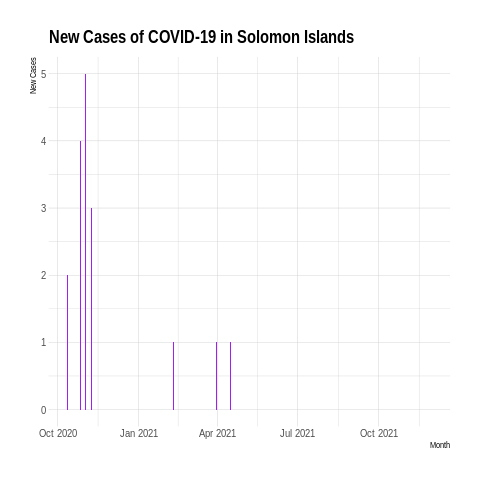 New Cases of COVID-19 in Solomon Islands
New Cases
5
4
3
2
1
0
Oct 2020 Jan 2021 Apr 2021 Jul 2021 Oct 2021
Month